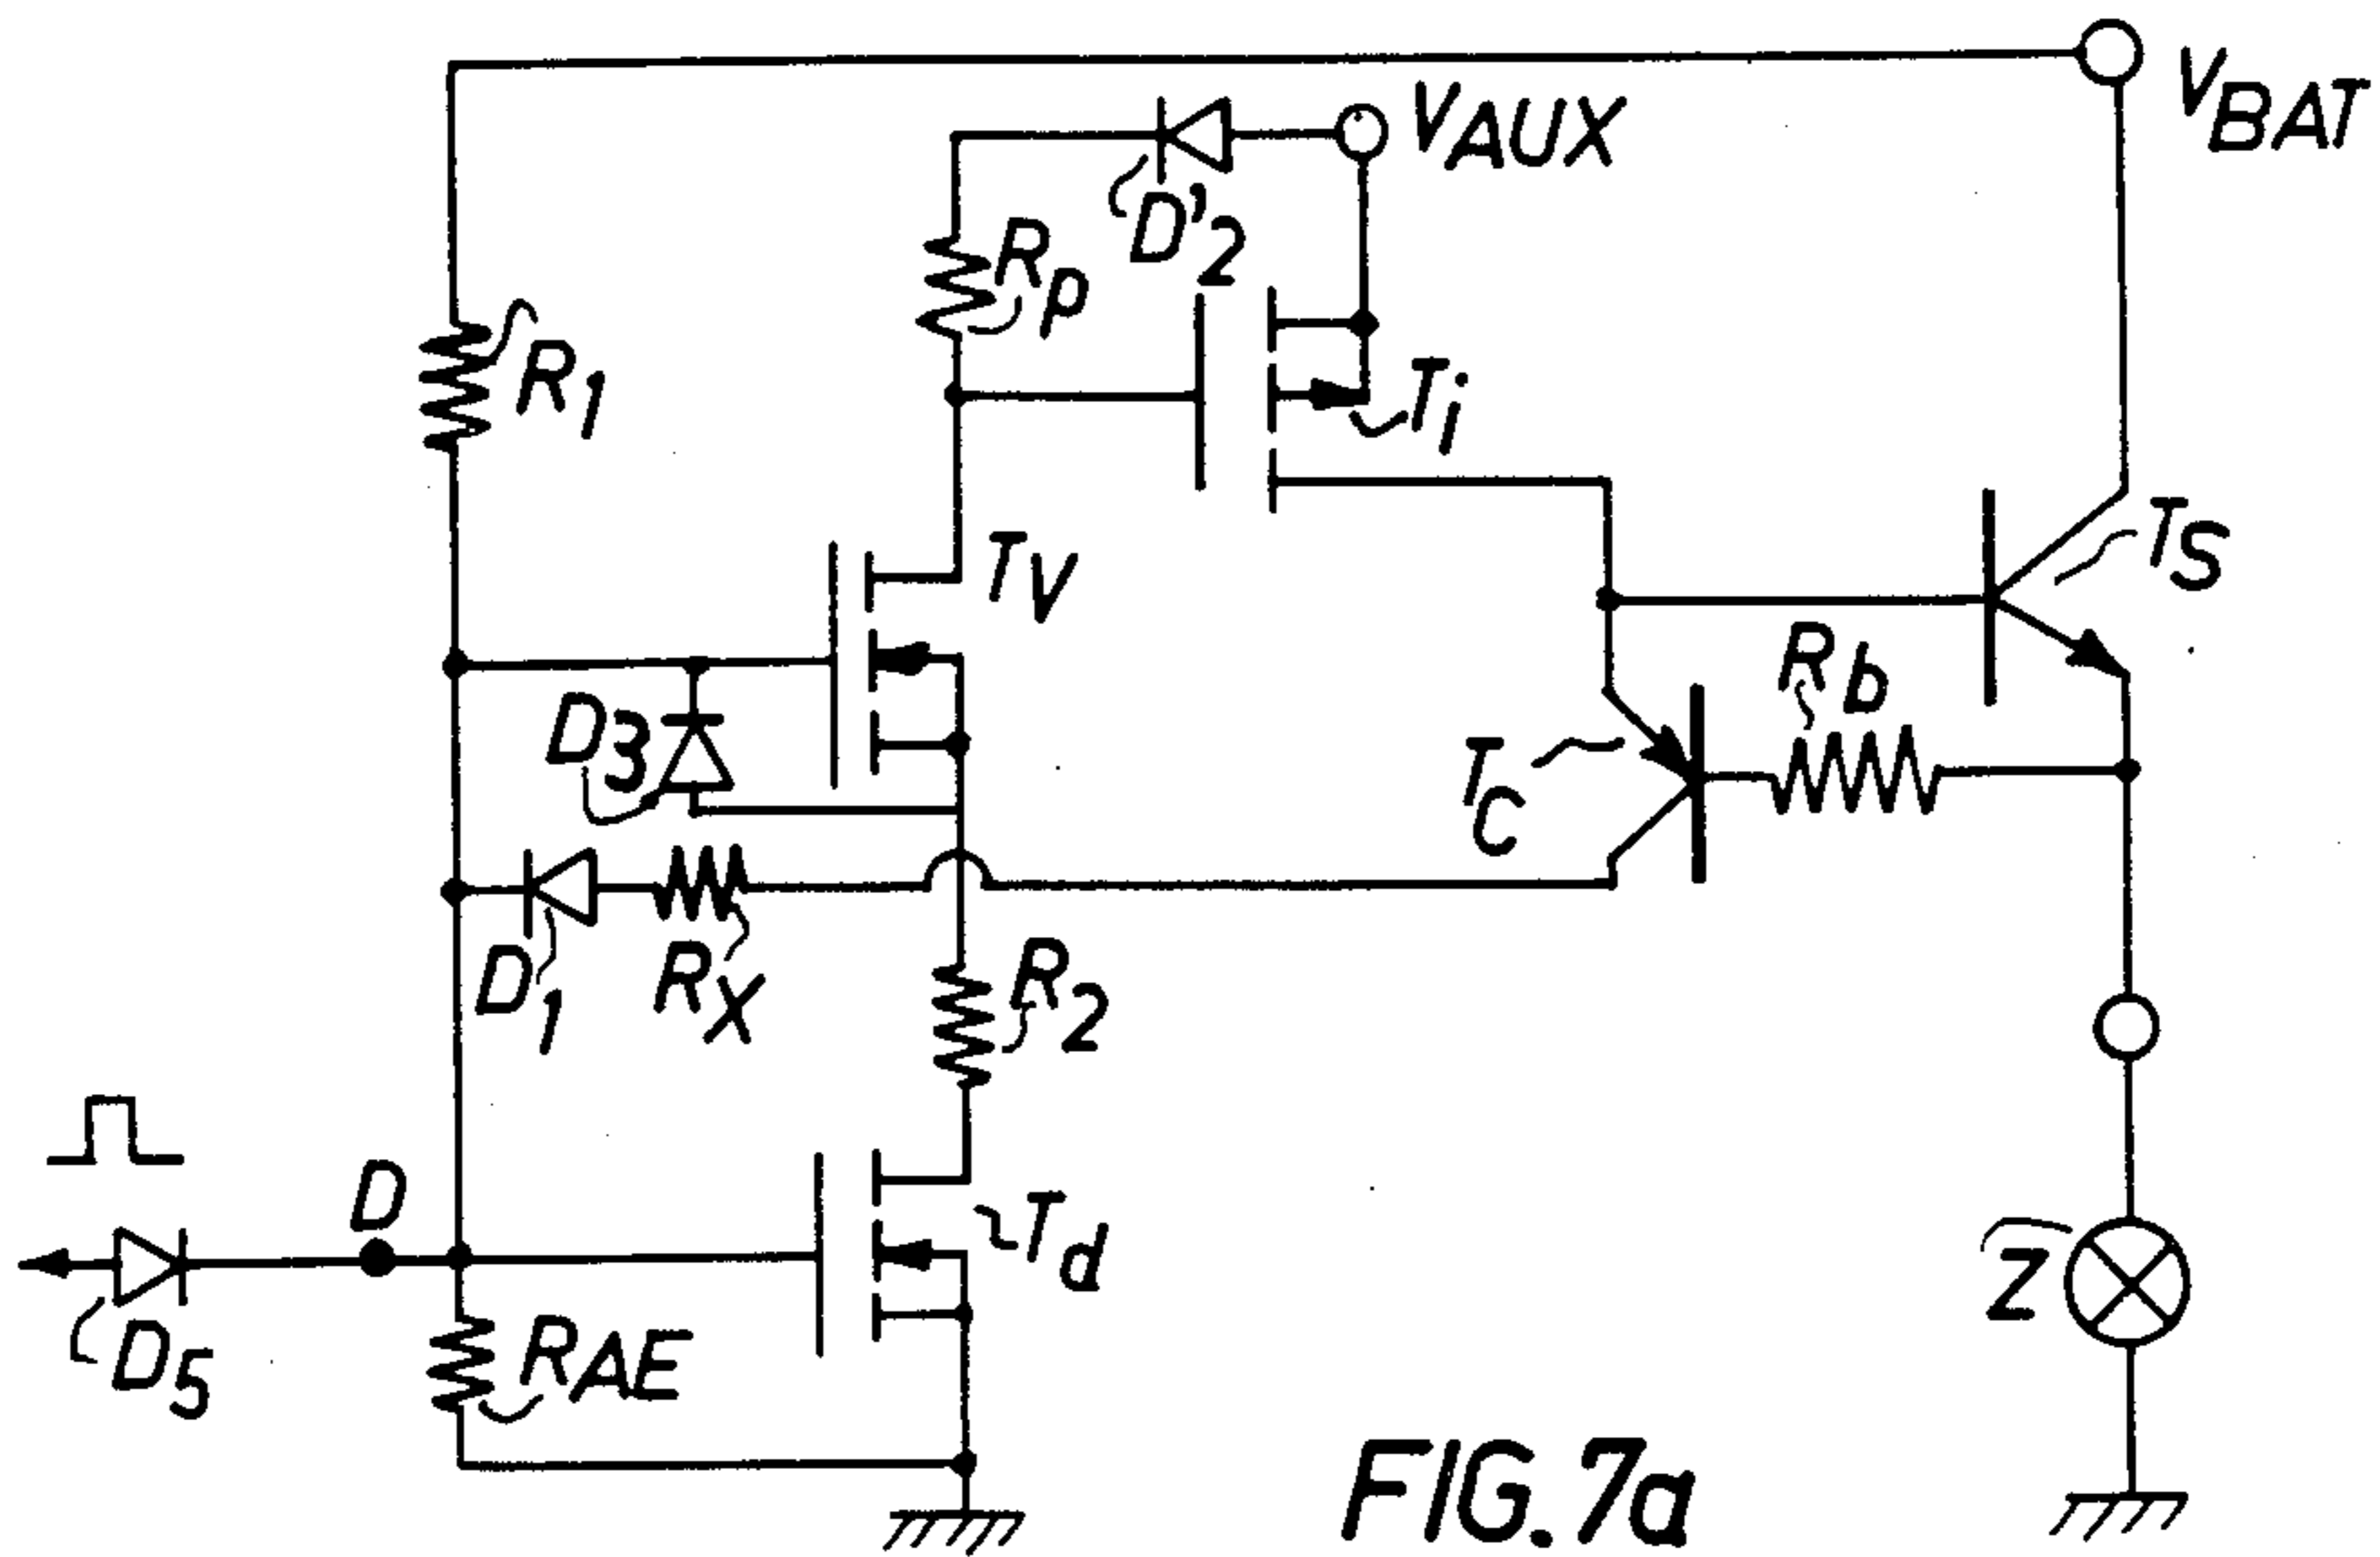 VBAT
VAUX
D'2
Rp
R1
Ti
TS
TV
Rb
D3
TC
D1
RX
R2
D
Td
Z
D5
RAE
FIG.7a